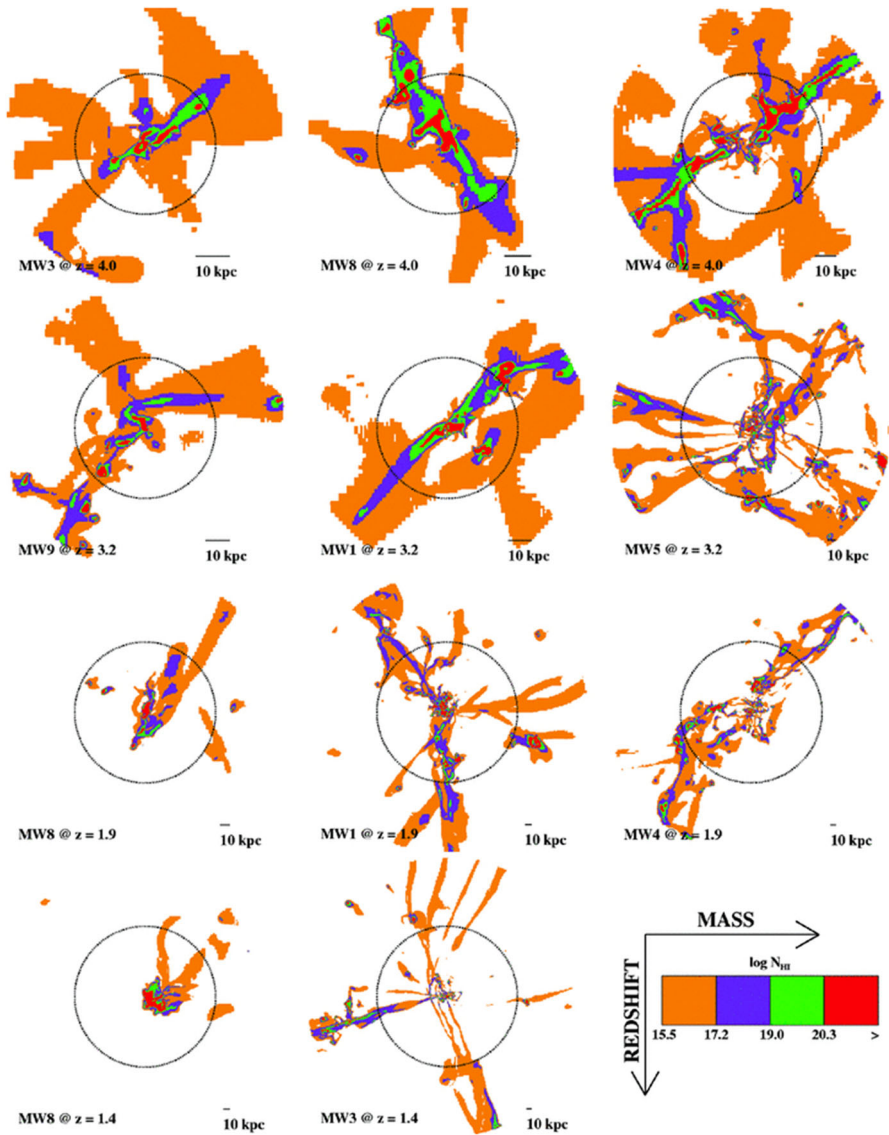 MW3 @ z = 4.0
10 kpc
MW8 @ z = 4.0
10 kpc
MW4 @ z = 4.0
10 kpc
MW9 @ z = 3.2
10 kpc
MW1 @ z = 3.2
10 kpc
MW5 @ z = 3.2
10 kpc
MW8 @ z = 1.9
10 kpc
MW1 @ z = 1.9
10 kpc
MW4 @ z = 1.9
10 kpc
MW8 @ z = 1.4
10 kpc
MW3 @ z = 1.4
10 kpc
MASS
REDSHIFT
log N_HI
15.5 17.2 19.0 20.3 >